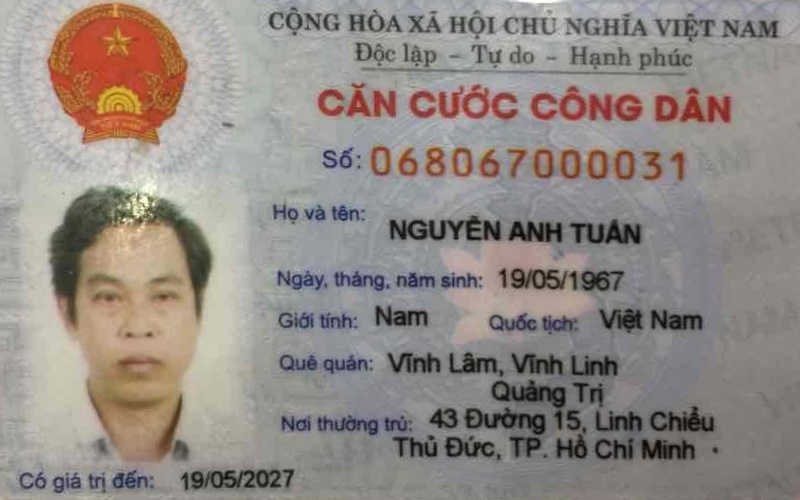 CỘNG HÒA XÃ HỘI CHỦ NGHĨA VIỆT NAM
Độc lập - Tự do - Hạnh phúc
CĂN CƯỚC CÔNG DÂN
Số: 068067000031
Họ và tên: NGUYỄN ANH TUẤN
Ngày, tháng, năm sinh: 19/05/1967
Giới tính: Nam Quốc tịch: Việt Nam
Quê quán: Vĩnh Lâm, Vĩnh Linh
Quảng Trị
Nơi thường trú: 43 Đường 15, Linh Chiểu
Thủ Đức, TP. Hồ Chí Minh
Có giá trị đến: 19/05/2027